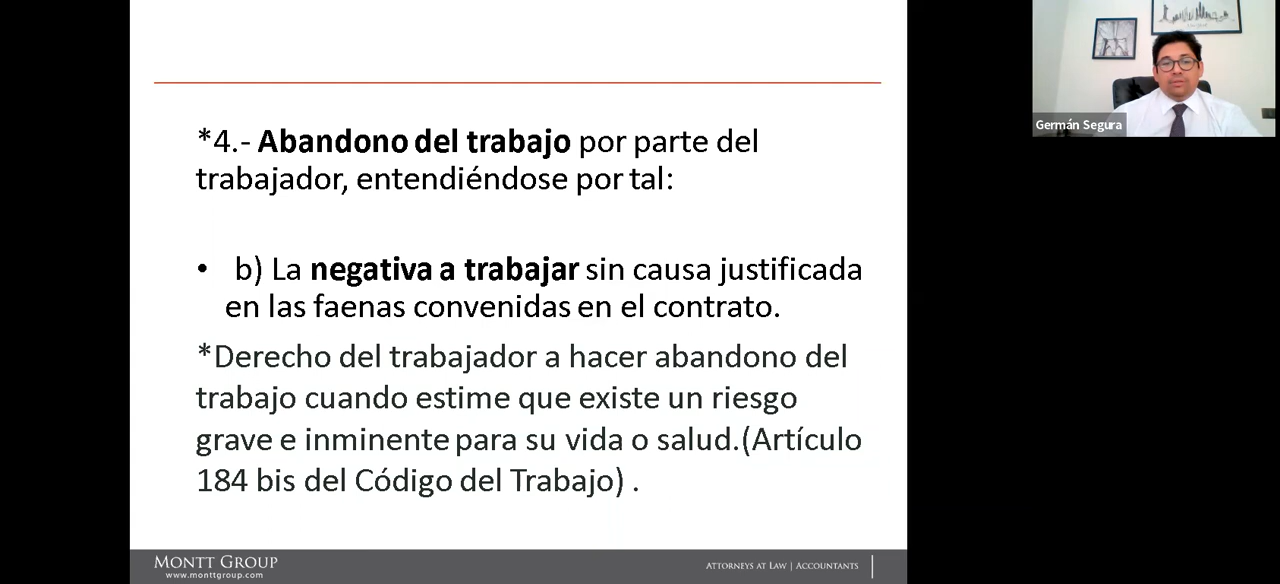 *4.- Abandono del trabajo por parte del
trabajador, entendiéndose por tal:
• b) La negativa a trabajar sin causa justificada
en las faenas convenidas en el contrato.
*Derecho del trabajador a hacer abandono del
trabajo cuando estime que existe un riesgo
grave e inminente para su vida o salud.(Artículo
184 bis del Código del Trabajo) .
MONTT GROUP
www.monttgroup.com
ATTORNEYS AT LAW | ACCOUNTANTS
Germán Segura